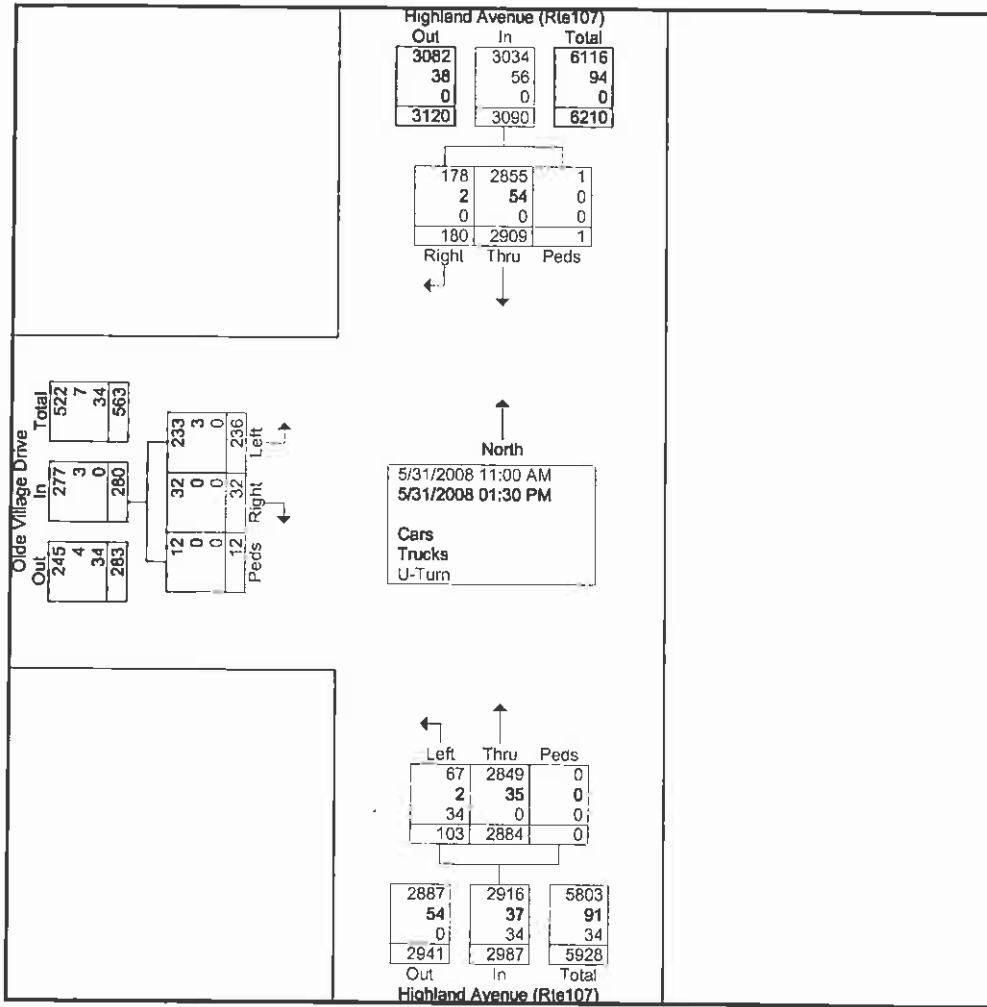 Highland Avenue (Rte107)
Out In Total
3082 3034 6116
38 56 94
0 0 0
3120 3090 6210
178 2855 1
2 54 0
0 0 0
180 2909 1
Right Thru Peds
Olde Village Drive
Total
522
7
34
563
In
277
3
0
280
Out
245
4
34
283
233
3
0
236
Left
32
0
0
32
Right
12
0
0
12
Peds
North
5/31/2008 11:00 AM
5/31/2008 01:30 PM
Cars
Trucks
U-Turn
Left Thru Peds
67 2849 0
2 35 0
34 0 0
103 2884 0
2887 2916 5803
54 37 91
0 34 34
2941 2987 5928
Out In Total
Highland Avenue (Rte107)